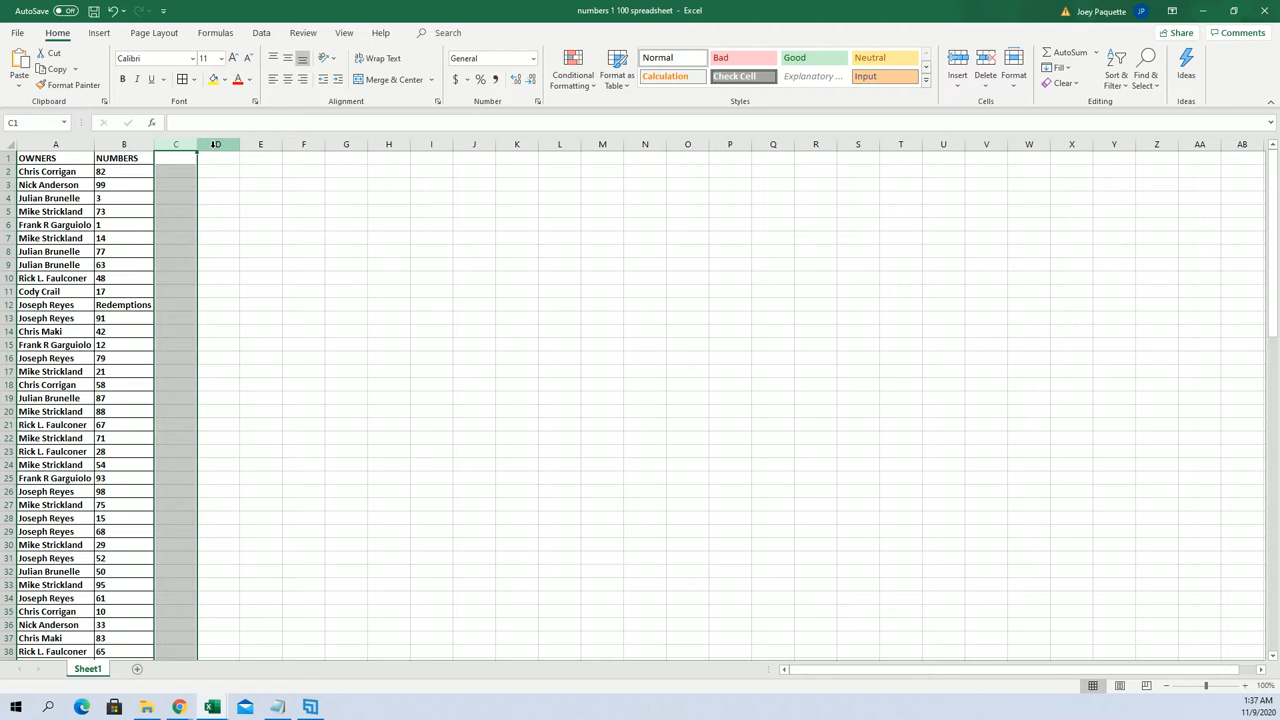 AutoSave Off numbers 1 100 spreadsheet - Excel Joey Paquette JP
File Home Insert Page Layout Formulas Data Review View Help Search Share Comments
Paste Cut Copy Format Painter Clipboard
Calibri 11 B I U A A Font
Wrap Text Merge & Center Alignment
General $ % Number
Conditional Formatting Format as Table Normal Bad Good Neutral Calculation Check Cell Explanatory ... Input Styles
Insert Delete Format Cells
AutoSum Fill Clear Sort & Filter Find & Select Editing
Ideas Ideas
C1 fx
A B C D E F G H I J K L M N O P Q R S T U V W X Y Z AA AB
1 OWNERS NUMBERS
2 Chris Corrigan 82
3 Nick Anderson 99
4 Julian Brunelle 3
5 Mike Strickland 73
6 Frank R Garguiolo 1
7 Mike Strickland 14
8 Julian Brunelle 77
9 Julian Brunelle 63
10 Rick L. Faulconer 48
11 Cody Crail 17
12 Joseph Reyes Redemptions
13 Joseph Reyes 91
14 Chris Maki 42
15 Frank R Garguiolo 12
16 Joseph Reyes 79
17 Mike Strickland 21
18 Chris Corrigan 58
19 Julian Brunelle 87
20 Mike Strickland 88
21 Rick L. Faulconer 67
22 Mike Strickland 71
23 Rick L. Faulconer 28
24 Mike Strickland 54
25 Frank R Garguiolo 93
26 Joseph Reyes 98
27 Mike Strickland 75
28 Joseph Reyes 15
29 Joseph Reyes 68
30 Mike Strickland 29
31 Joseph Reyes 52
32 Julian Brunelle 50
33 Mike Strickland 95
34 Joseph Reyes 61
35 Chris Corrigan 10
36 Nick Anderson 33
37 Chris Maki 83
38 Rick L. Faulconer 65
Sheet1
100%
1:37 AM
11/9/2020